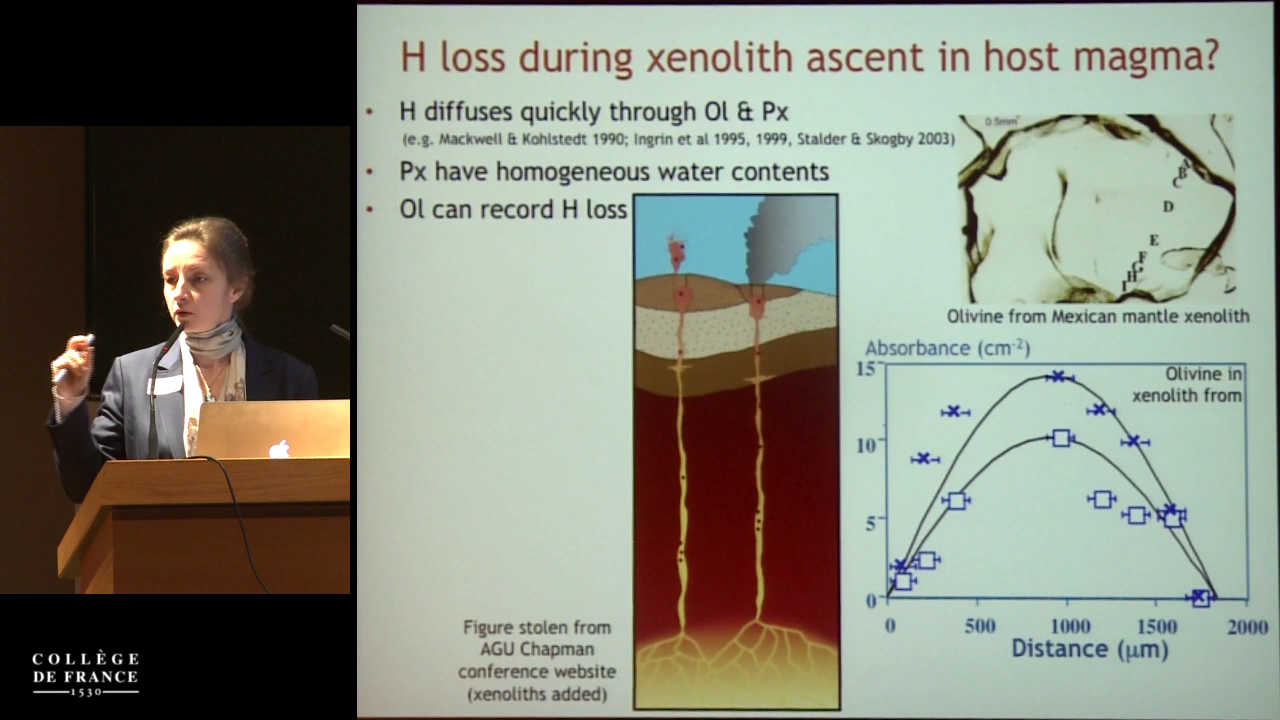 H loss during xenolith ascent in host magma?
• H diffuses quickly through Ol & Px
(e.g. Mackwell & Kohlstedt 1990; Ingrin et al 1995, 1999, Stalder & Skogby 2003)
• Px have homogeneous water contents
• Ol can record H loss
0.5mm
A
B
C
D
E
F
G
H
I
Olivine from Mexican mantle xenolith
Absorbance (cm-2)
Olivine in
xenolith from
15
10
5
0
0 500 1000 1500 2000
Distance (μm)
Figure stolen from
AGU Chapman
conference website
(xenoliths added)
COLLÈGE
DE FRANCE
1530